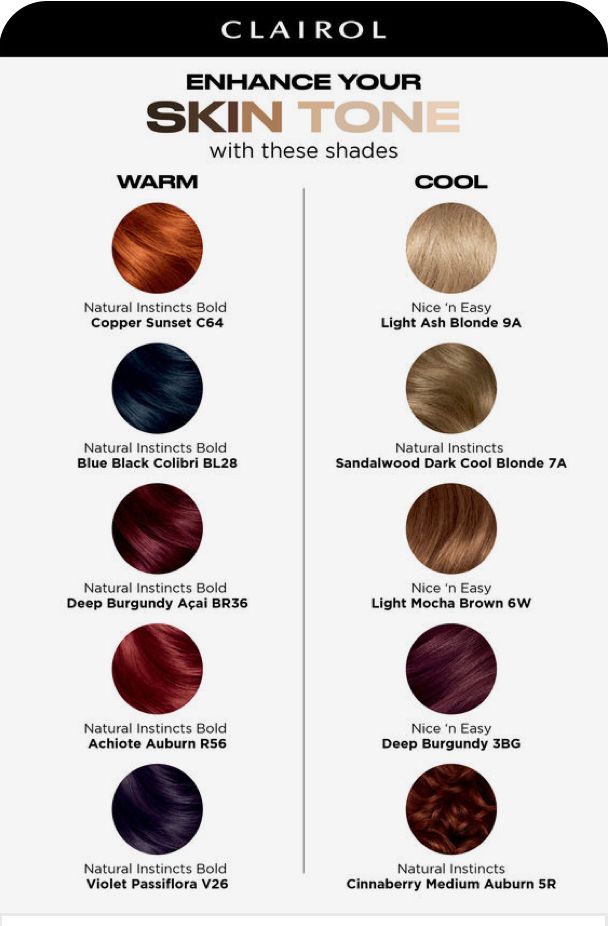 CLAIROL
ENHANCE YOUR
SKIN TONE
with these shades
WARM
Natural Instincts Bold
Copper Sunset C64
Natural Instincts Bold
Blue Black Colibri BL28
Natural Instincts Bold
Deep Burgundy Açai BR36
Natural Instincts Bold
Achiote Auburn R56
Natural Instincts Bold
Violet Passiflora V26
COOL
Nice ‘n Easy
Light Ash Blonde 9A
Natural Instincts
Sandalwood Dark Cool Blonde 7A
Nice ‘n Easy
Light Mocha Brown 6W
Nice ‘n Easy
Deep Burgundy 3BG
Natural Instincts
Cinnaberry Medium Auburn 5R